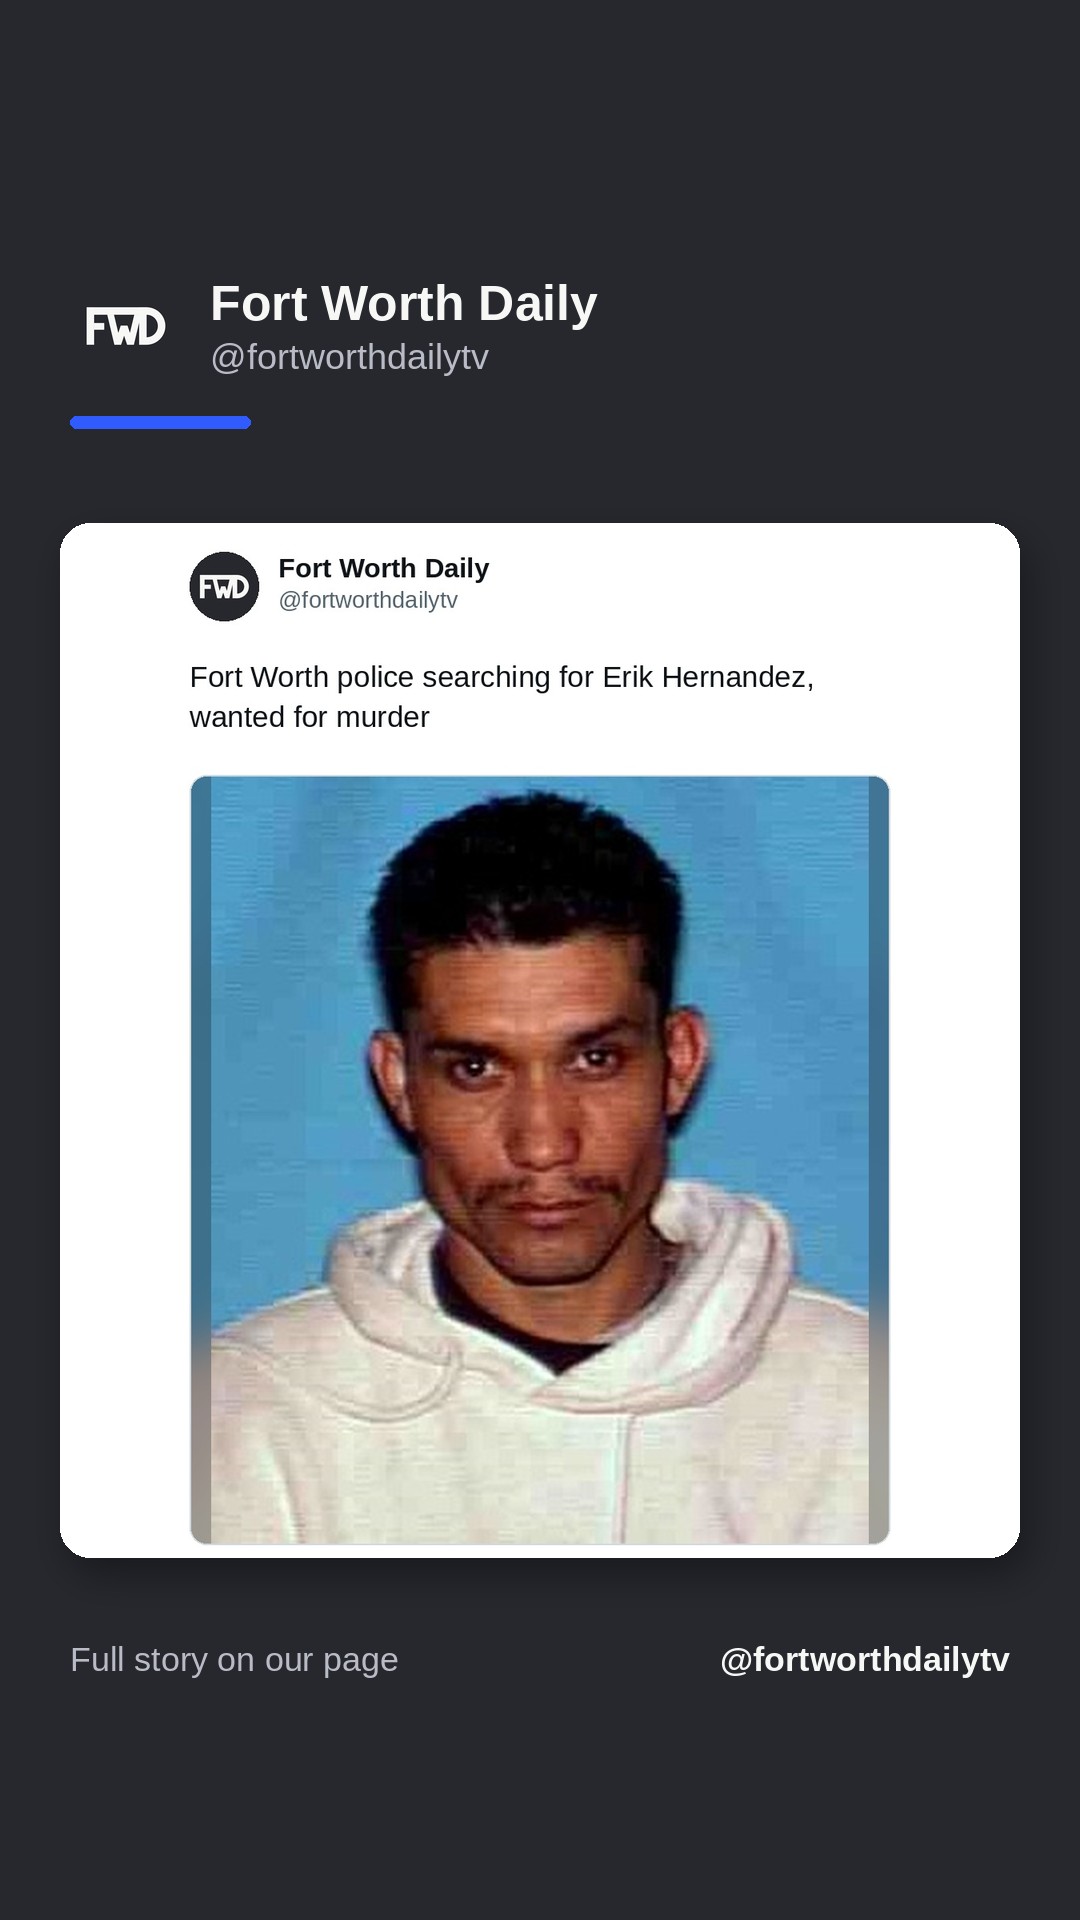 FWD
Fort Worth Daily
@fortworthdailytv
FWD
Fort Worth Daily
@fortworthdailytv
Fort Worth police searching for Erik Hernandez,
wanted for murder
Full story on our page
@fortworthdailytv